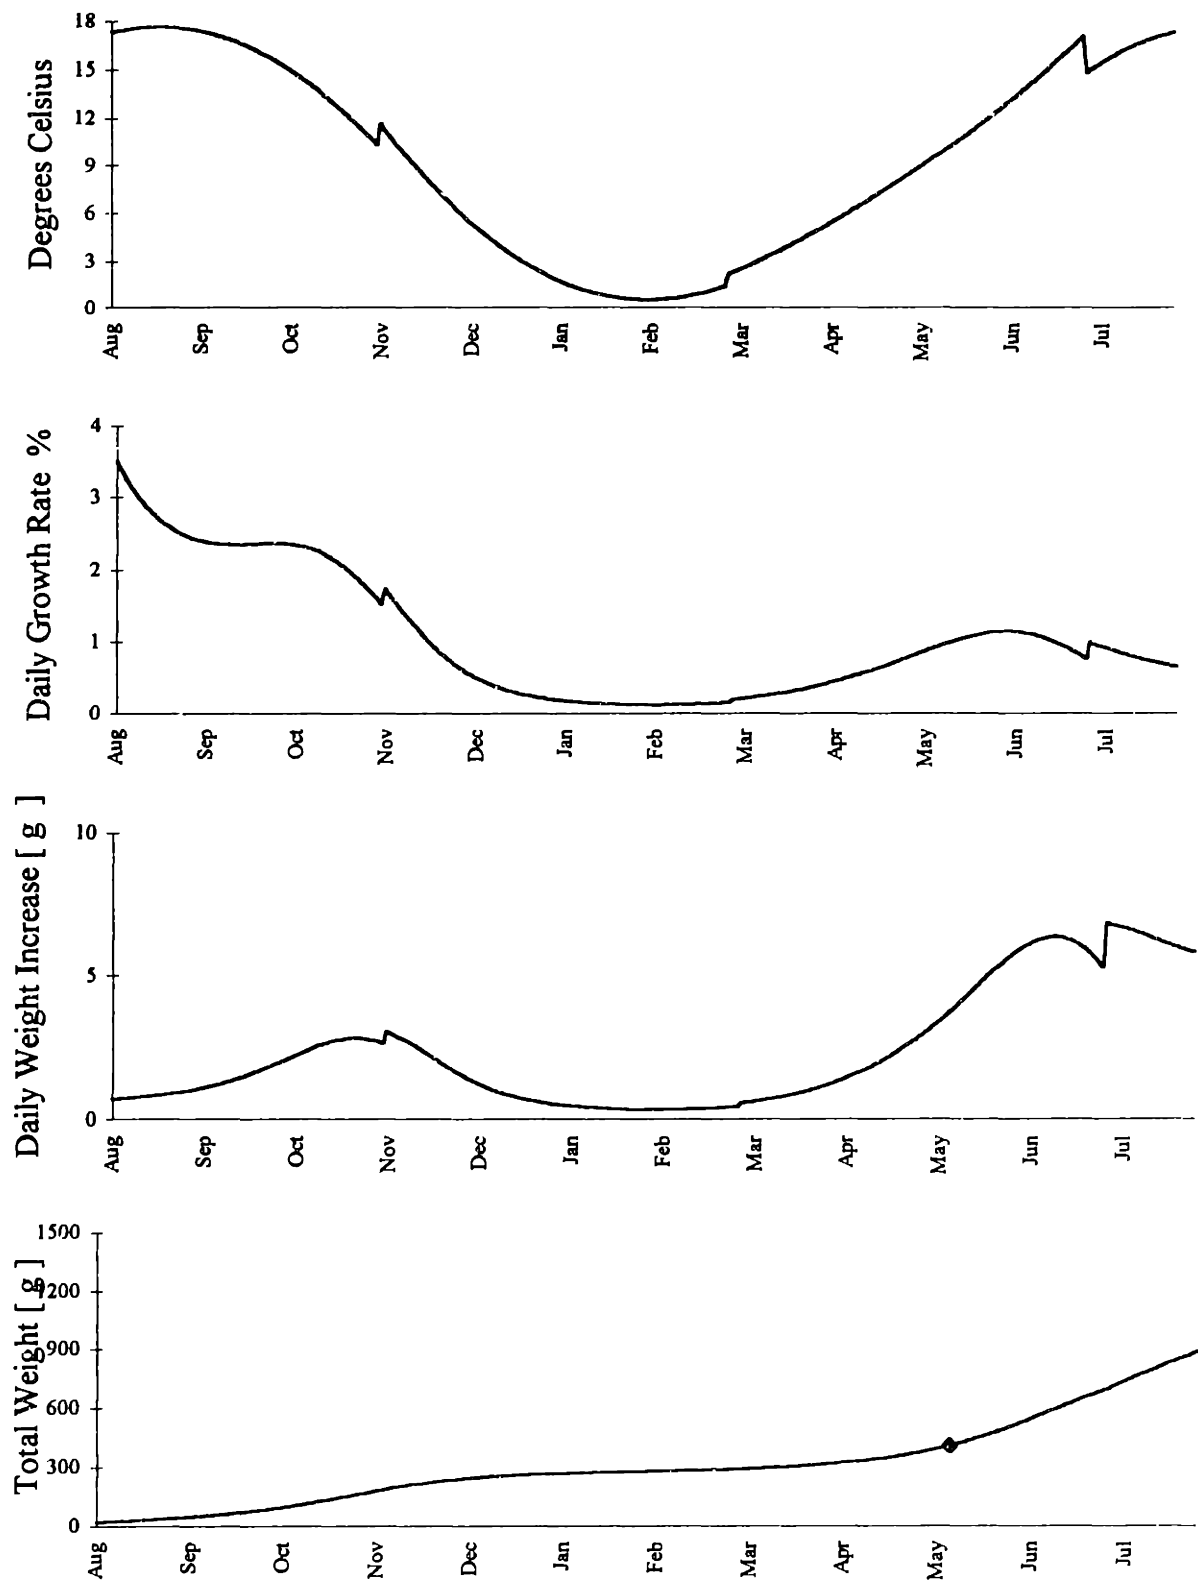 Degrees Celsius
18
15
12
9
6
3
0
Aug Sep Oct Nov Dec Jan Feb Mar Apr May Jun Jul
Daily Growth Rate %
4
3
2
1
0
Aug Sep Oct Nov Dec Jan Feb Mar Apr May Jun Jul
Daily Weight Increase [ g ]
10
5
0
Aug Sep Oct Nov Dec Jan Feb Mar Apr May Jun Jul
Total Weight [ g ]
1500
1200
900
600
300
0
Aug Sep Oct Nov Dec Jan Feb Mar Apr May Jun Jul